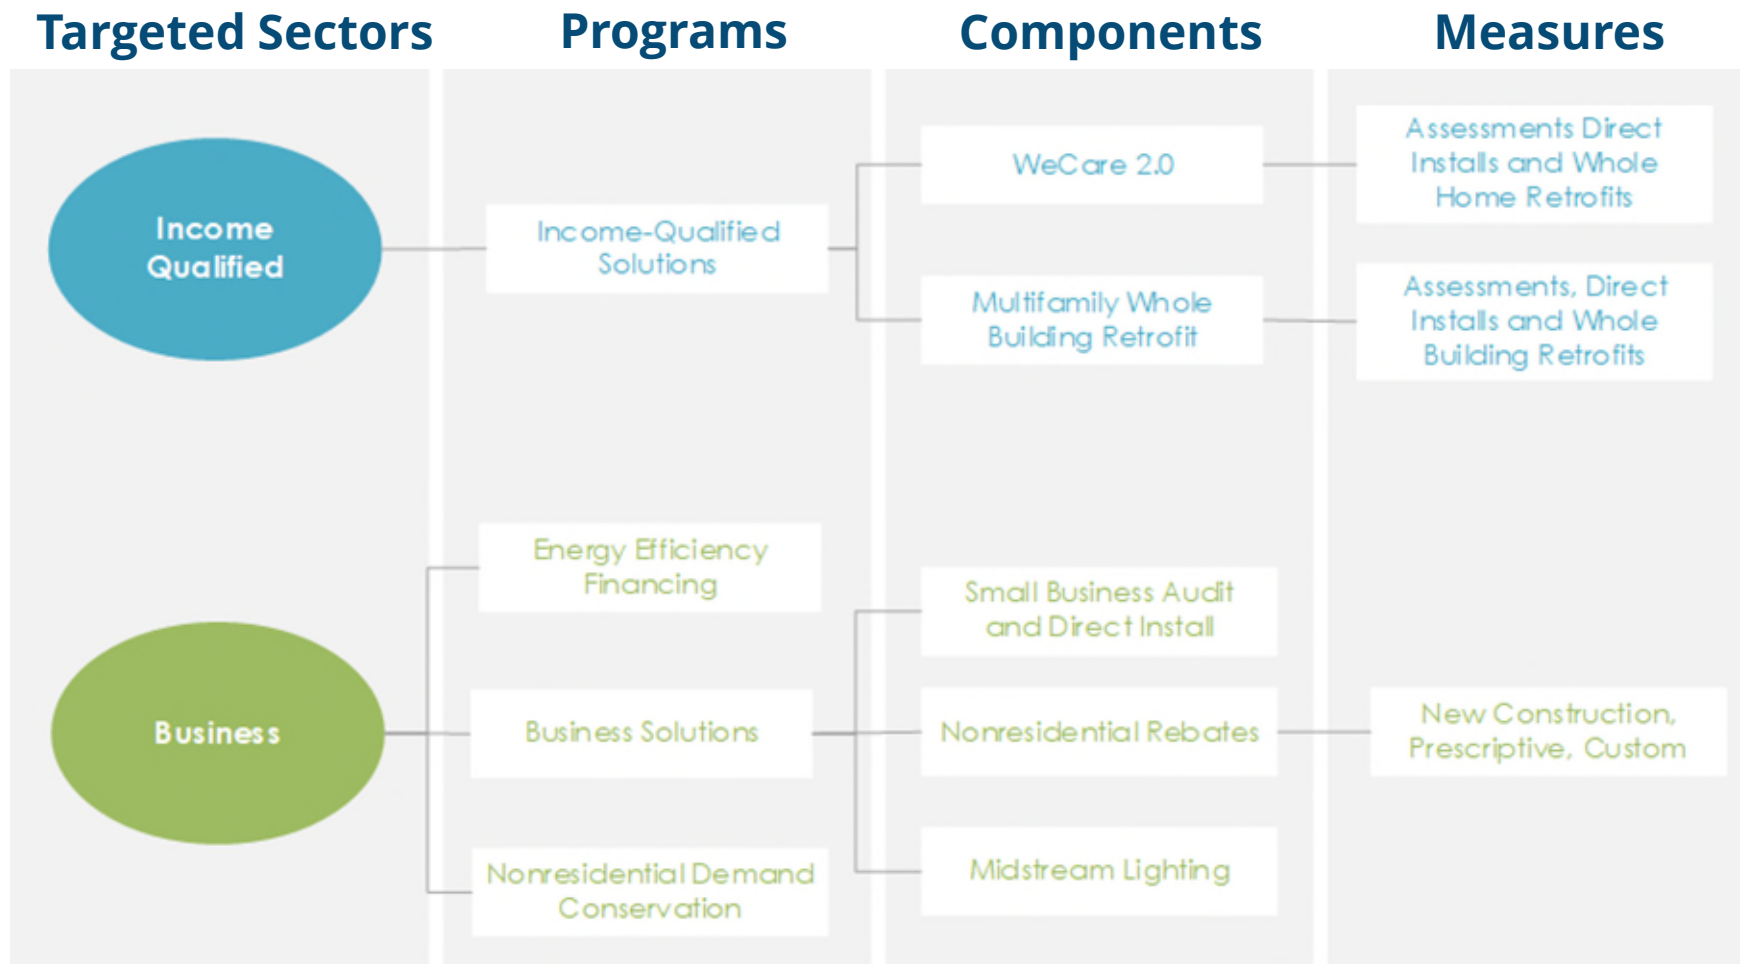 Targeted Sectors
Programs
Components
Measures
Income
Qualified
Income-Qualified
Solutions
WeCare 2.0
Assessments Direct
Installs and Whole
Home Retrofits
Multifamily Whole
Building Retrofit
Assessments, Direct
Installs and Whole
Building Retrofits
Business
Energy Efficiency
Financing
Business Solutions
Nonresidential Demand
Conservation
Small Business Audit
and Direct Install
Nonresidential Rebates
New Construction,
Prescriptive, Custom
Midstream Lighting